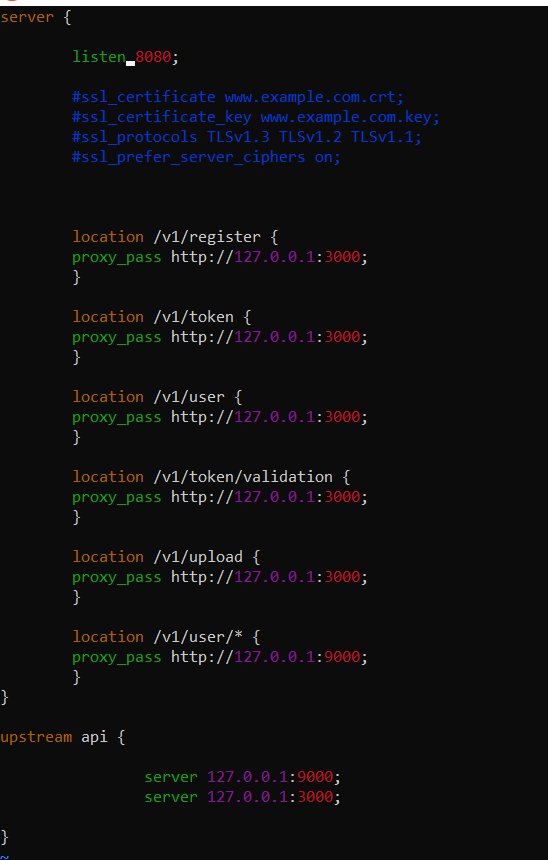 server {
listen 8080;
#ssl_certificate www.example.com.crt;
#ssl_certificate_key www.example.com.key;
#ssl_protocols TLSv1.3 TLSv1.2 TLSv1.1;
#ssl_prefer_server_ciphers on;
location /v1/register {
proxy_pass http://127.0.0.1:3000;
}
location /v1/token {
proxy_pass http://127.0.0.1:3000;
}
location /v1/user {
proxy_pass http://127.0.0.1:3000;
}
location /v1/token/validation {
proxy_pass http://127.0.0.1:3000;
}
location /v1/upload {
proxy_pass http://127.0.0.1:3000;
}
location /v1/user/* {
proxy_pass http://127.0.0.1:9000;
}
}
upstream api {
server 127.0.0.1:9000;
server 127.0.0.1:3000;
}
~